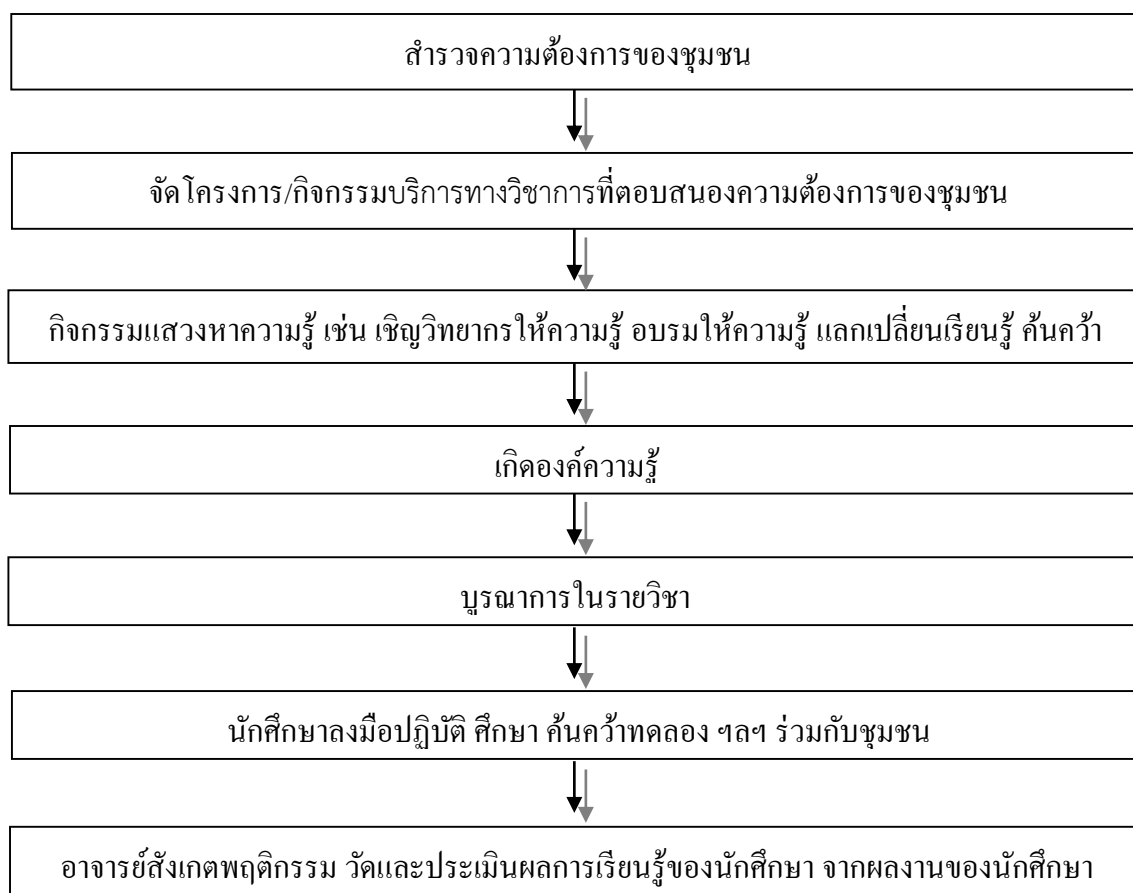 สำรวจความต้องการของชุมชน
จัดโครงการ/กิจกรรมบริการทางวิชาการที่ตอบสนองความต้องการของชุมชน
กิจกรรมแสวงหาความรู้ เช่น เชิญวิทยากรให้ความรู้ อบรมให้ความรู้ แลกเปลี่ยนเรียนรู้ ค้นคว้า
เกิดองค์ความรู้
บูรณาการในรายวิชา
นักศึกษาลงมือปฏิบัติ ศึกษา ค้นคว้าทดลอง ฯลฯ ร่วมกับชุมชน
อาจารย์สังเกตพฤติกรรม วัดและประเมินผลการเรียนรู้ของนักศึกษา จากผลงานของนักศึกษา